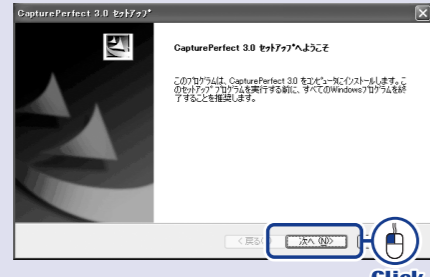 CapturePerfect 3.0 ｾｯﾄｱｯﾌﾟ
CapturePerfect 3.0 ｾｯﾄｱｯﾌﾟへようこそ
このﾌﾟﾛｸﾞﾗﾑは、CapturePerfect 3.0 をｺﾝﾋﾟｭｰﾀにｲﾝｽﾄｰﾙします。こ
のｾｯﾄｱｯﾌﾟ ﾌﾟﾛｸﾞﾗﾑを実行する前に、すべてのWindowsﾌﾟﾛｸﾞﾗﾑを終
了することを推奨します。
< 戻る(
次へ (N)>
Click